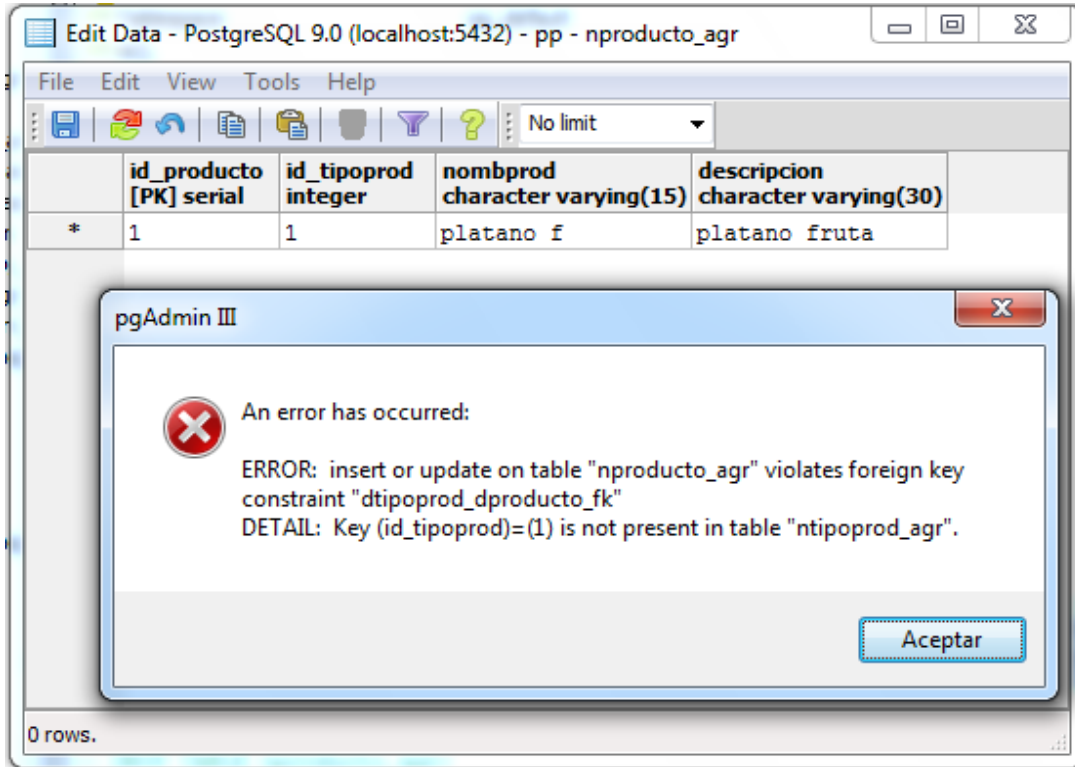 Edit Data - PostgreSQL 9.0 (localhost:5432) - pp - nproducto_agr
File Edit View Tools Help
No limit
id_producto id_tipoprod nombprod descripcion
[PK] serial integer character varying(15) character varying(30)
* 1 1 platano f platano fruta
pgAdmin III
An error has occurred:
ERROR: insert or update on table "nproducto_agr" violates foreign key
constraint "dtipoprod_dproducto_fk"
DETAIL: Key (id_tipoprod)=(1) is not present in table "ntipoprod_agr".
Aceptar
0 rows.